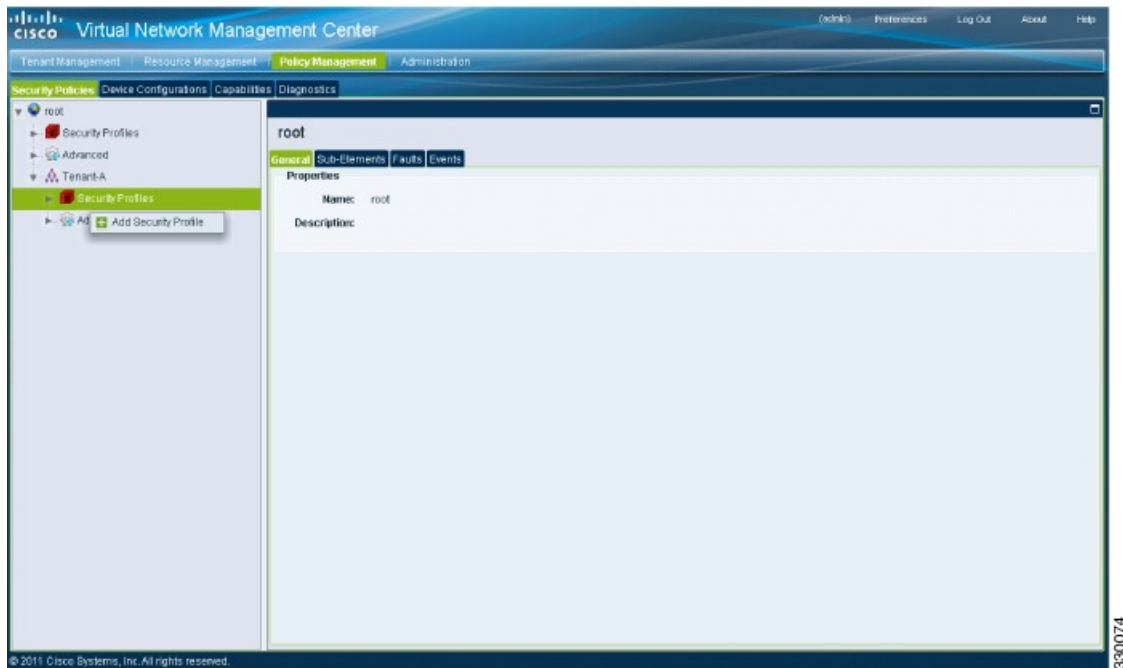 CISCO Virtual Network Management Center
(admin) Preferences Log Out About Help
Tenant Management Resource Management Policy Management Administration
Security Policies Device Configurations Capabilities Diagnostics
root
Security Profiles
Advanced
Tenant-A
Security Profiles
Ad
Add Security Profile
root
General Sub-Elements Faults Events
Properties
Name: root
Description:
© 2011 Cisco Systems, Inc. All rights reserved.
330074